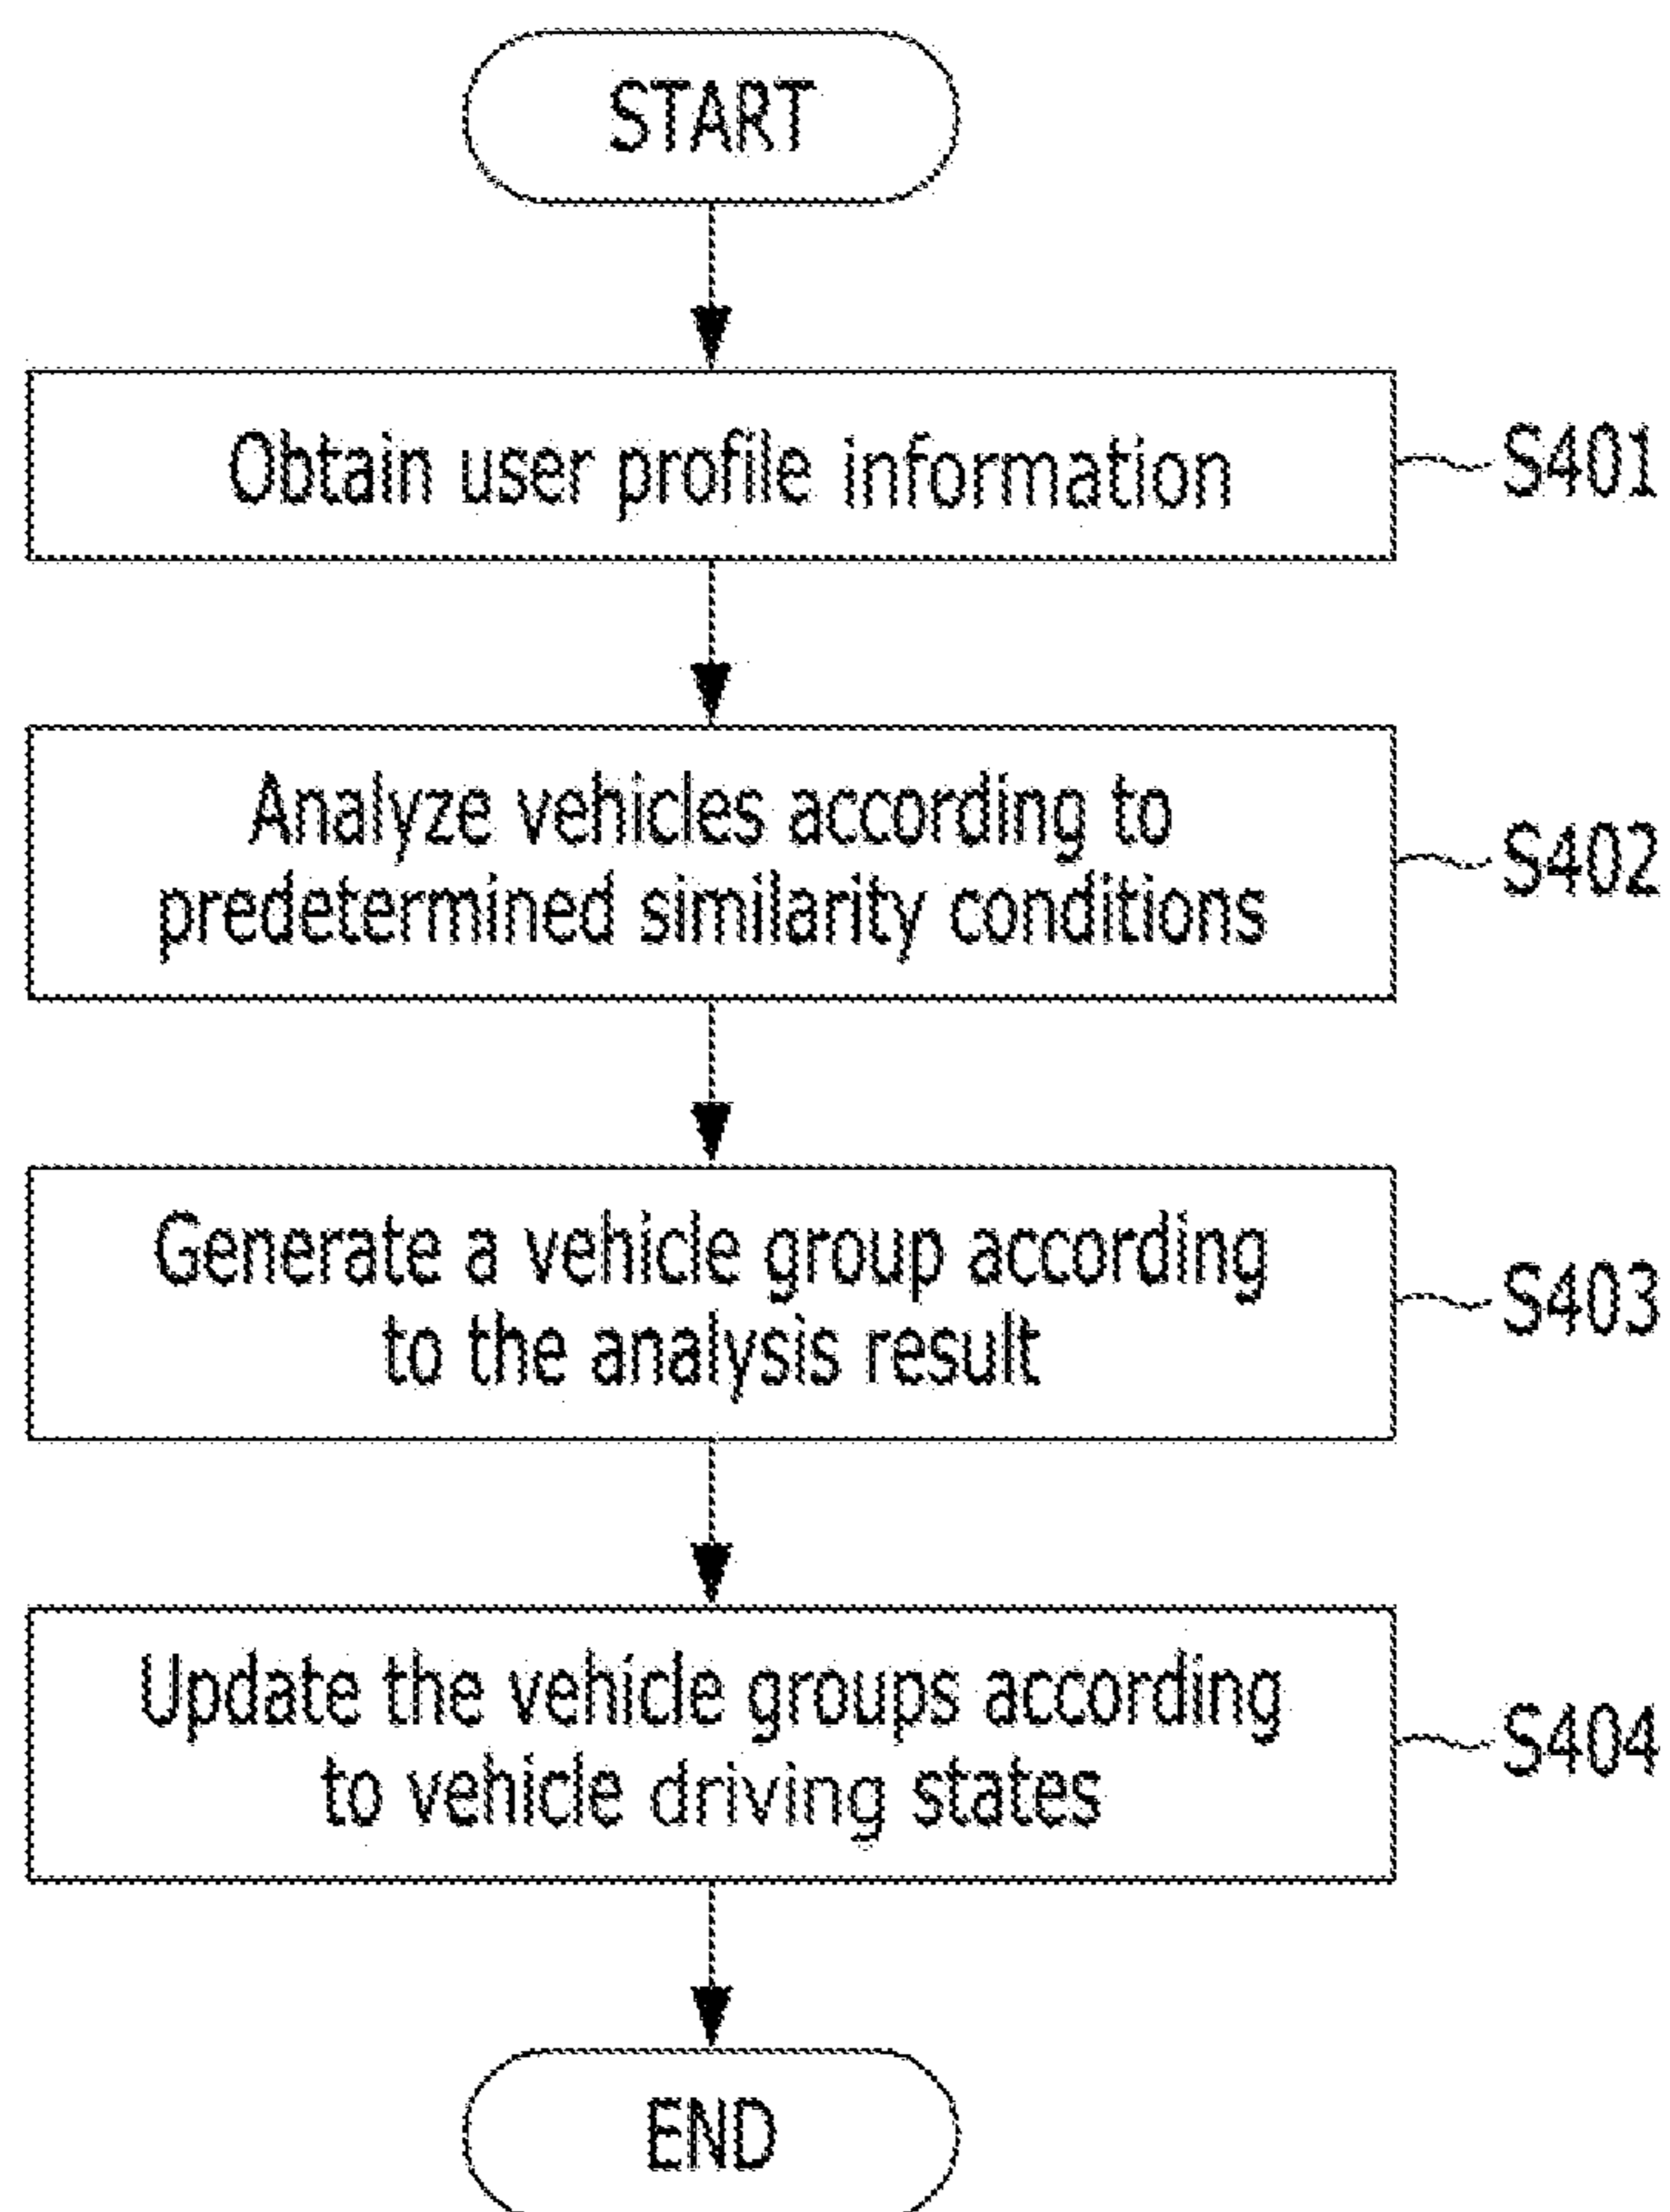 START
Obtain user profile information
S401
Analyze vehicles according to
predetermined similarity conditions
S402
Generate a vehicle group according
to the analysis result
S403
Update the vehicle groups according
to vehicle driving states
S404
END